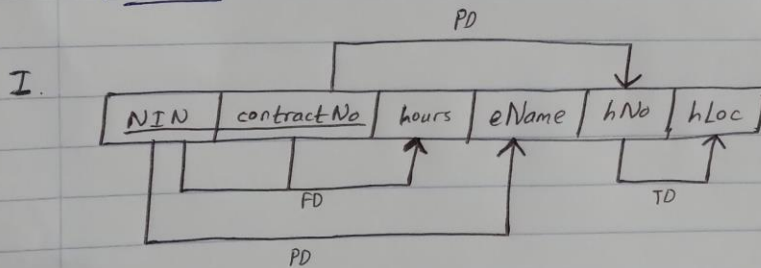 PD
I.
NIN contractNo hours eName hNo hLoc
FD
TD
PD